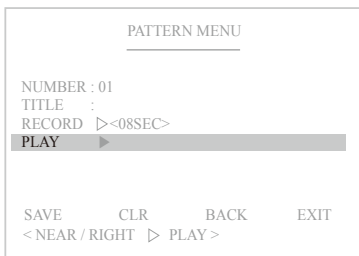 PATTERN MENU
NUMBER : 01
TITLE :
RECORD ▷<08SEC>
PLAY ▶
SAVE CLR BACK EXIT
< NEAR / RIGHT ▷ PLAY >